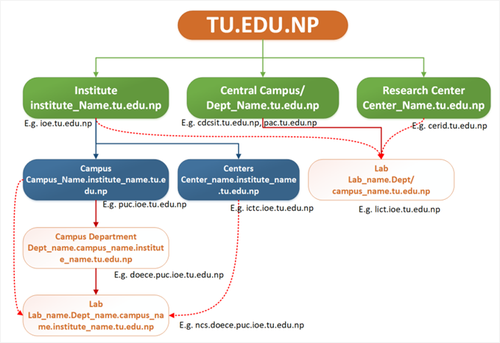 TU.EDU.NP
Institute
institute_Name.tu.edu.np
Central Campus/
Dept_Name.tu.edu.np
Research Center
Center_Name.tu.edu.np
E.g. ioe.tu.edu.np
E.g. cdcsit.tu.edu.np, pac.tu.edu.np
E.g. cerid.tu.edu.np
Campus
Campus_Name.institute_name.tu.e
du.np
Centers
Center_name.institute_name
.tu.edu.np
Lab
Lab_name.Dept/
campus_name.tu.edu.np
E.g. puc.ioe.tu.edu.np
E.g. ictc.ioe.tu.edu.np
E.g. lict.ioe.tu.edu.np
Campus Department
Dept_name.campus_name.institut
e_name.tu.edu.np
E.g. doece.puc.ioe.tu.edu.np
Lab
Lab_name.Dept_name.campus_na
me.institute_name.tu.edu.np
E.g. ncs.doece.puc.ioe.tu.edu.np